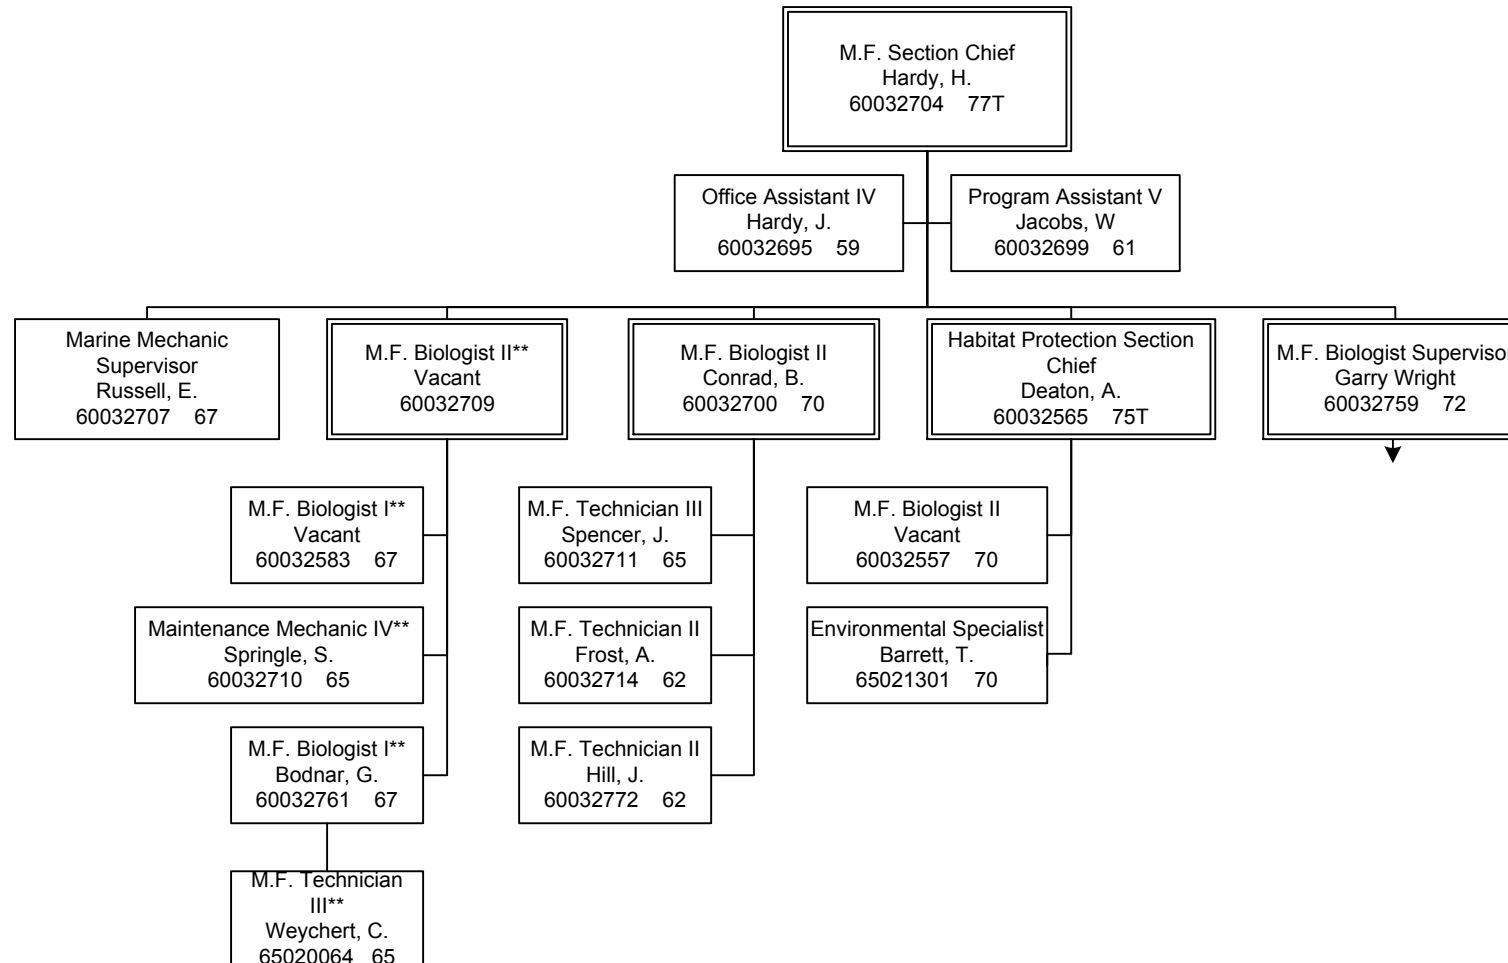 M.F. Section Chief
Hardy, H.
60032704 77T
Office Assistant IV
Hardy, J.
60032695 59
Program Assistant V
Jacobs, W
60032699 61
Marine Mechanic
Supervisor
Russell, E.
60032707 67
M.F. Biologist II**
Vacant
60032709
M.F. Biologist II
Conrad, B.
60032700 70
Habitat Protection Section
Chief
Deaton, A.
60032565 75T
M.F. Biologist Supervisor
Garry Wright
60032759 72
M.F. Biologist I**
Vacant
60032583 67
M.F. Technician III
Spencer, J.
60032711 65
M.F. Biologist II
Vacant
60032557 70
Maintenance Mechanic IV**
Springle, S.
60032710 65
M.F. Technician II
Frost, A.
60032714 62
Environmental Specialist
Barrett, T.
65021301 70
M.F. Biologist I**
Bodnar, G.
60032761 67
M.F. Technician II
Hill, J.
60032772 62
M.F. Technician
III**
Weychert, C.
65020064 65